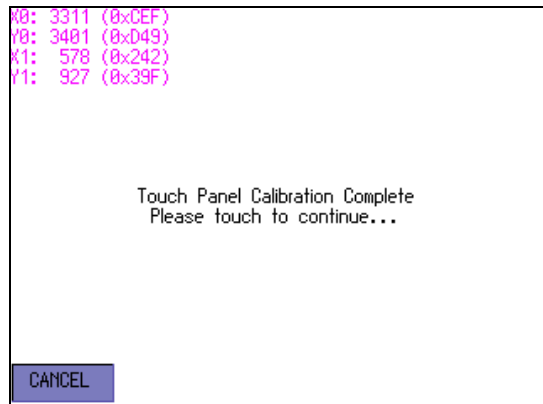 X0: 3311 (0xCEF)
Y0: 3401 (0xD49)
X1: 578 (0x242)
Y1: 927 (0x39F)
Touch Panel Calibration Complete
Please touch to continue...
CANCEL